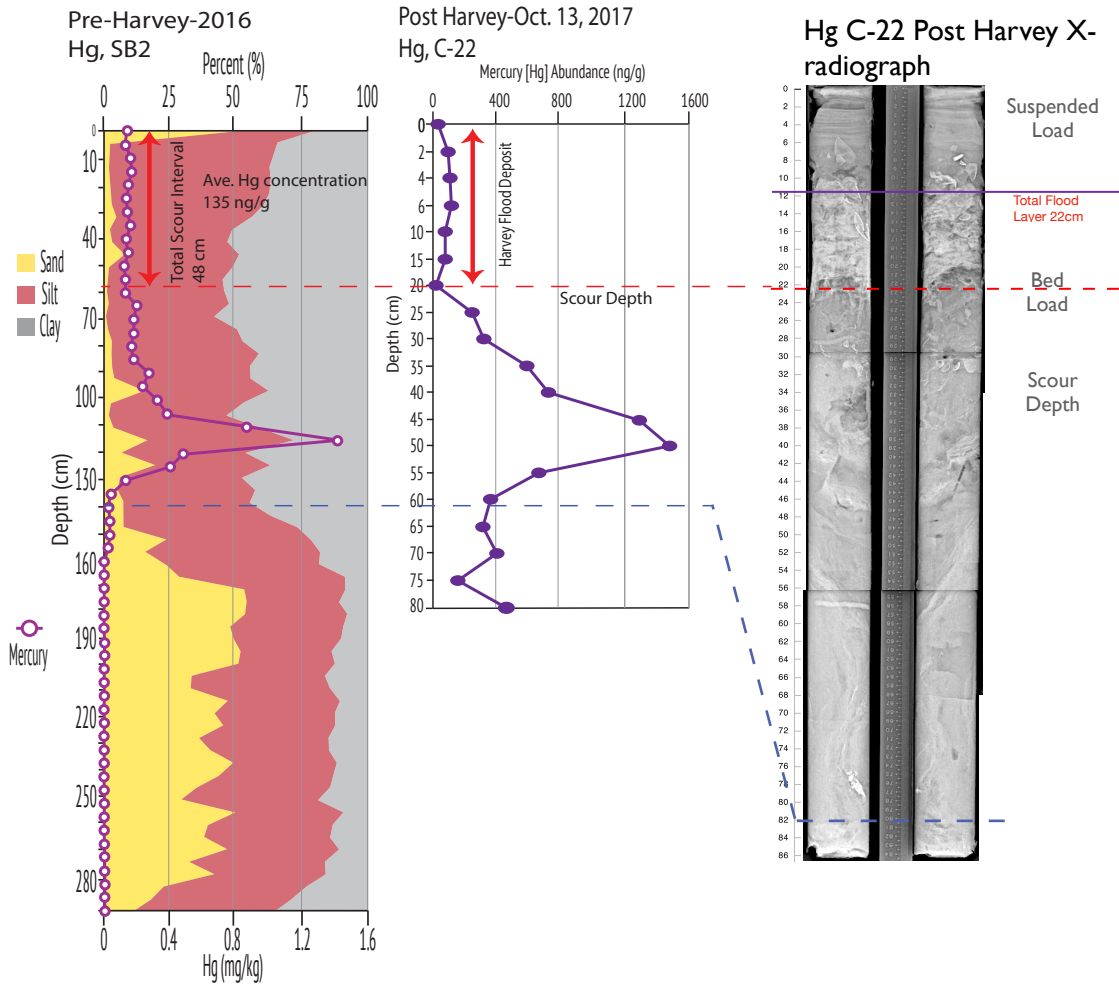 Pre-Harvey-2016
Hg, SB2
Percent (%)
0 25 50 75 100
0
10
40
70
100
130
160
190
220
250
280
Depth (cm)
Total Scour Interval
48 cm
Ave. Hg concentration
135 ng/g
Sand
Silt
Clay
Mercury
0 0.4 0.8 1.2 1.6
Hg (mg/kg)
Post Harvey-Oct. 13, 2017
Hg, C-22
Mercury [Hg] Abundance (ng/g)
0 400 800 1200 1600
0
2
4
6
10
15
20
25
30
35
40
45
50
55
60
65
70
75
80
Depth (cm)
Harvey Flood Deposit
Scour Depth
Hg C-22 Post Harvey X-
radiograph
0
2
4
6
8
10
12
14
16
18
20
22
24
26
28
30
32
34
36
38
40
42
44
46
48
50
52
54
56
58
60
62
64
66
68
70
72
74
76
78
80
82
84
86
Suspended
Load
Total Flood
Layer 22cm
Bed
Load
Scour
Depth